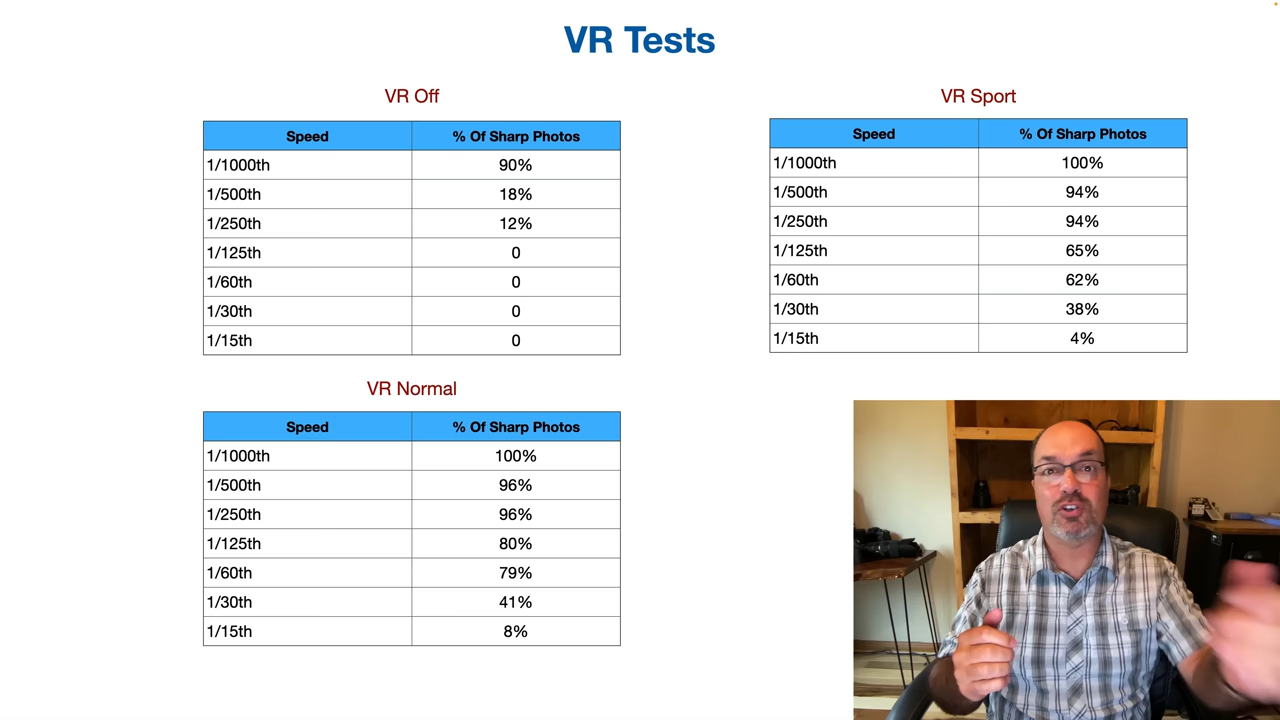 VR Tests
VR Off
Speed % Of Sharp Photos
1/1000th 90%
1/500th 18%
1/250th 12%
1/125th 0
1/60th 0
1/30th 0
1/15th 0
VR Sport
Speed % Of Sharp Photos
1/1000th 100%
1/500th 94%
1/250th 94%
1/125th 65%
1/60th 62%
1/30th 38%
1/15th 4%
VR Normal
Speed % Of Sharp Photos
1/1000th 100%
1/500th 96%
1/250th 96%
1/125th 80%
1/60th 79%
1/30th 41%
1/15th 8%